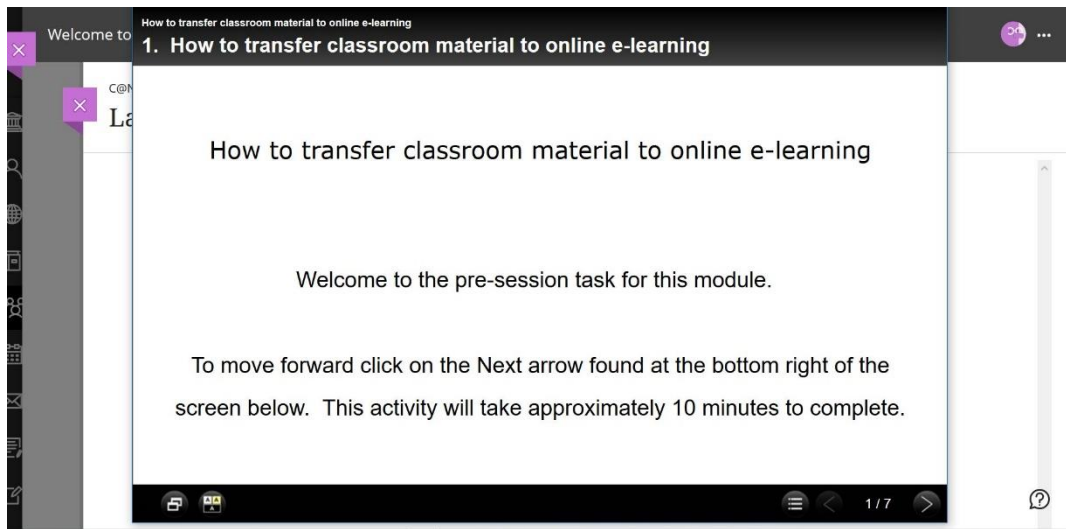 Welcome to
How to transfer classroom material to online e-learning
1. How to transfer classroom material to online e-learning
C@N
La
How to transfer classroom material to online e-learning
Welcome to the pre-session task for this module.
To move forward click on the Next arrow found at the bottom right of the
screen below. This activity will take approximately 10 minutes to complete.
1 / 7